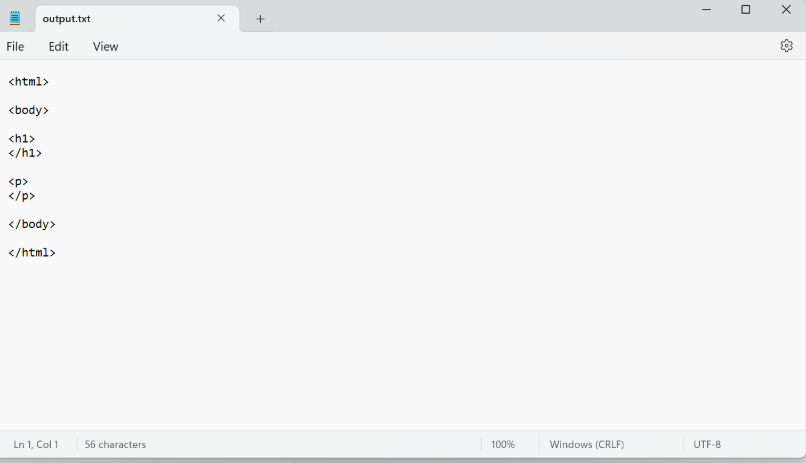 output.txt
File Edit View
<html>
<body>
<h1>
</h1>
<p>
</p>
</body>
</html>
Ln 1, Col 1 56 characters 100% Windows (CRLF) UTF-8